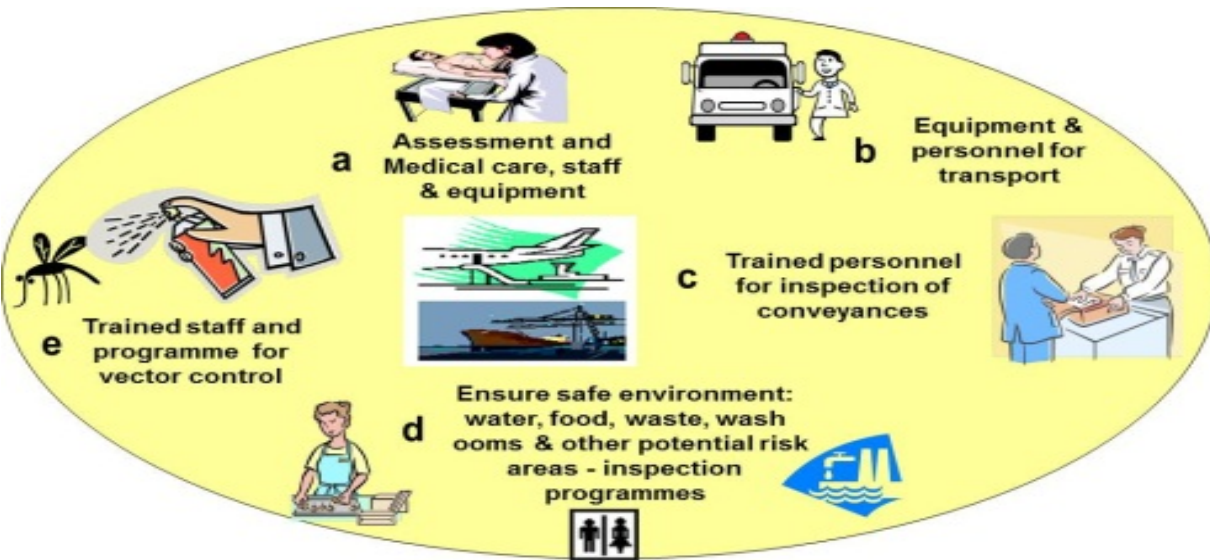 a
Assessment and
Medical care, staff
& equipment
b
Equipment &
personnel for
transport
c
Trained personnel
for inspection of
conveyances
d
Ensure safe environment:
water, food, waste, wash
ooms & other potential risk
areas - inspection
programmes
e
Trained staff and
programme for
vector control